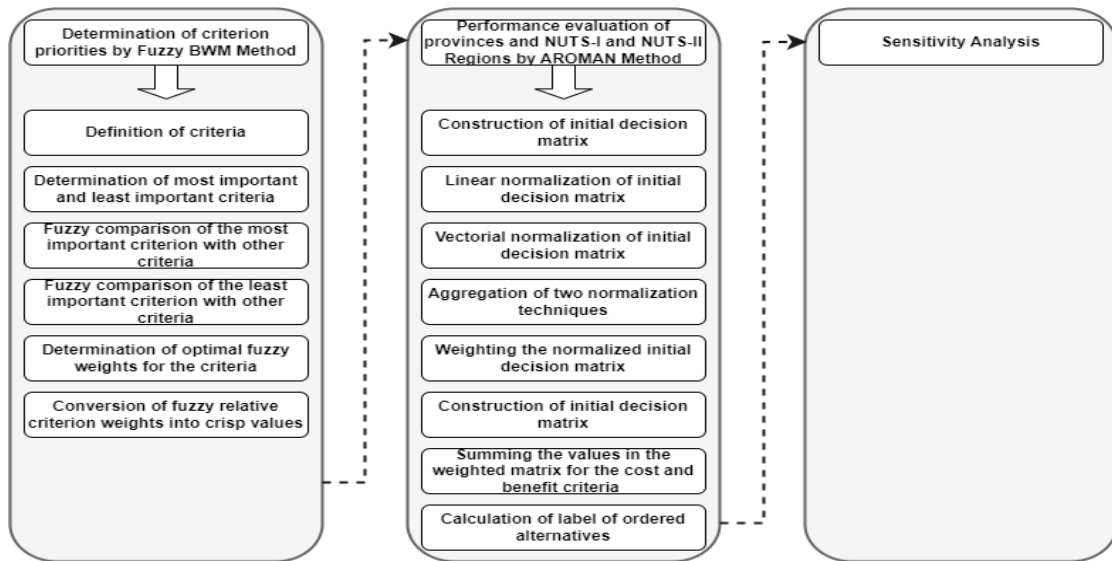 Determination of criterion
priorities by Fuzzy BWM Method
Definition of criteria
Determination of most important
and least important criteria
Fuzzy comparison of the most
important criterion with other
criteria
Fuzzy comparison of the least
important criterion with other
criteria
Determination of optimal fuzzy
weights for the criteria
Conversion of fuzzy relative
criterion weights into crisp values
Performance evaluation of
provinces and NUTS-I and NUTS-II
Regions by AROMAN Method
Construction of initial decision
matrix
Linear normalization of initial
decision matrix
Vectorial normalization of initial
decision matrix
Aggregation of two normalization
techniques
Weighting the normalized initial
decision matrix
Construction of initial decision
matrix
Summing the values in the
weighted matrix for the cost and
benefit criteria
Calculation of label of ordered
alternatives
Sensitivity Analysis